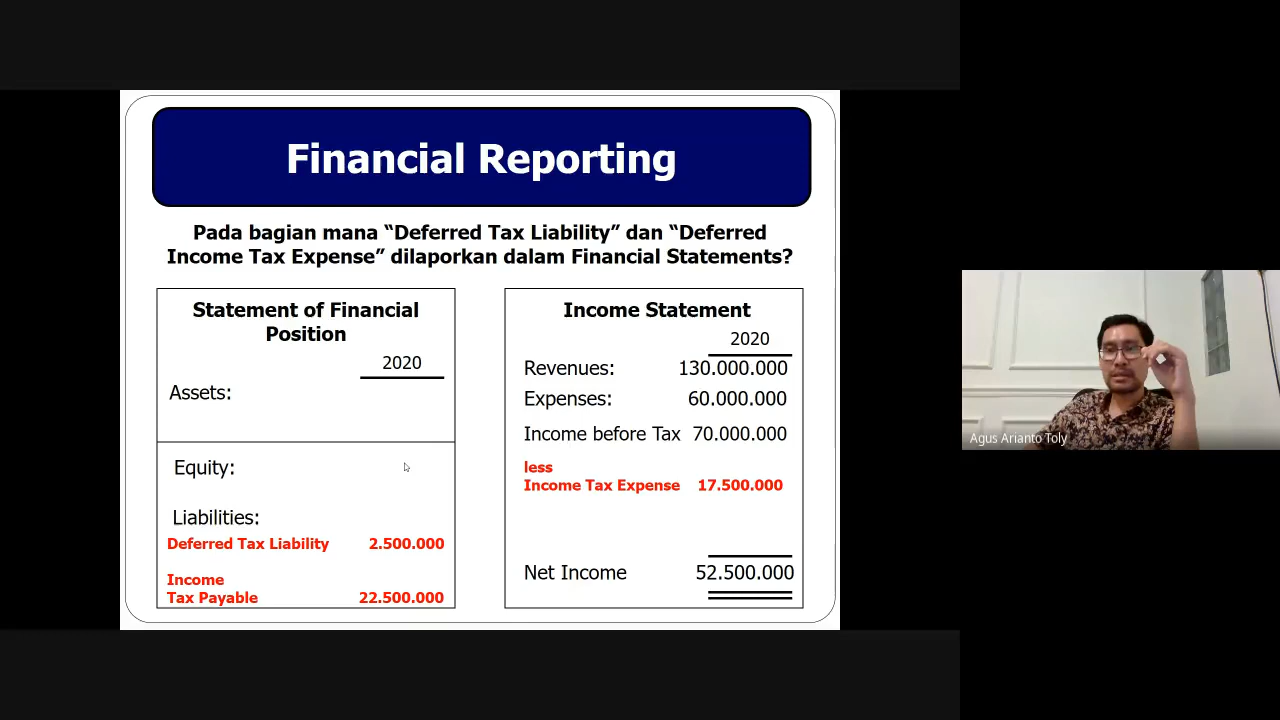 Financial Reporting
Pada bagian mana “Deferred Tax Liability” dan “Deferred
Income Tax Expense” dilaporkan dalam Financial Statements?
Statement of Financial
Position
2020
Assets:
Equity:
Liabilities:
Deferred Tax Liability 2.500.000
Income
Tax Payable 22.500.000
Income Statement
2020
Revenues: 130.000.000
Expenses: 60.000.000
Income before Tax 70.000.000
less
Income Tax Expense 17.500.000
Net Income 52.500.000
Agus Arianto Toly